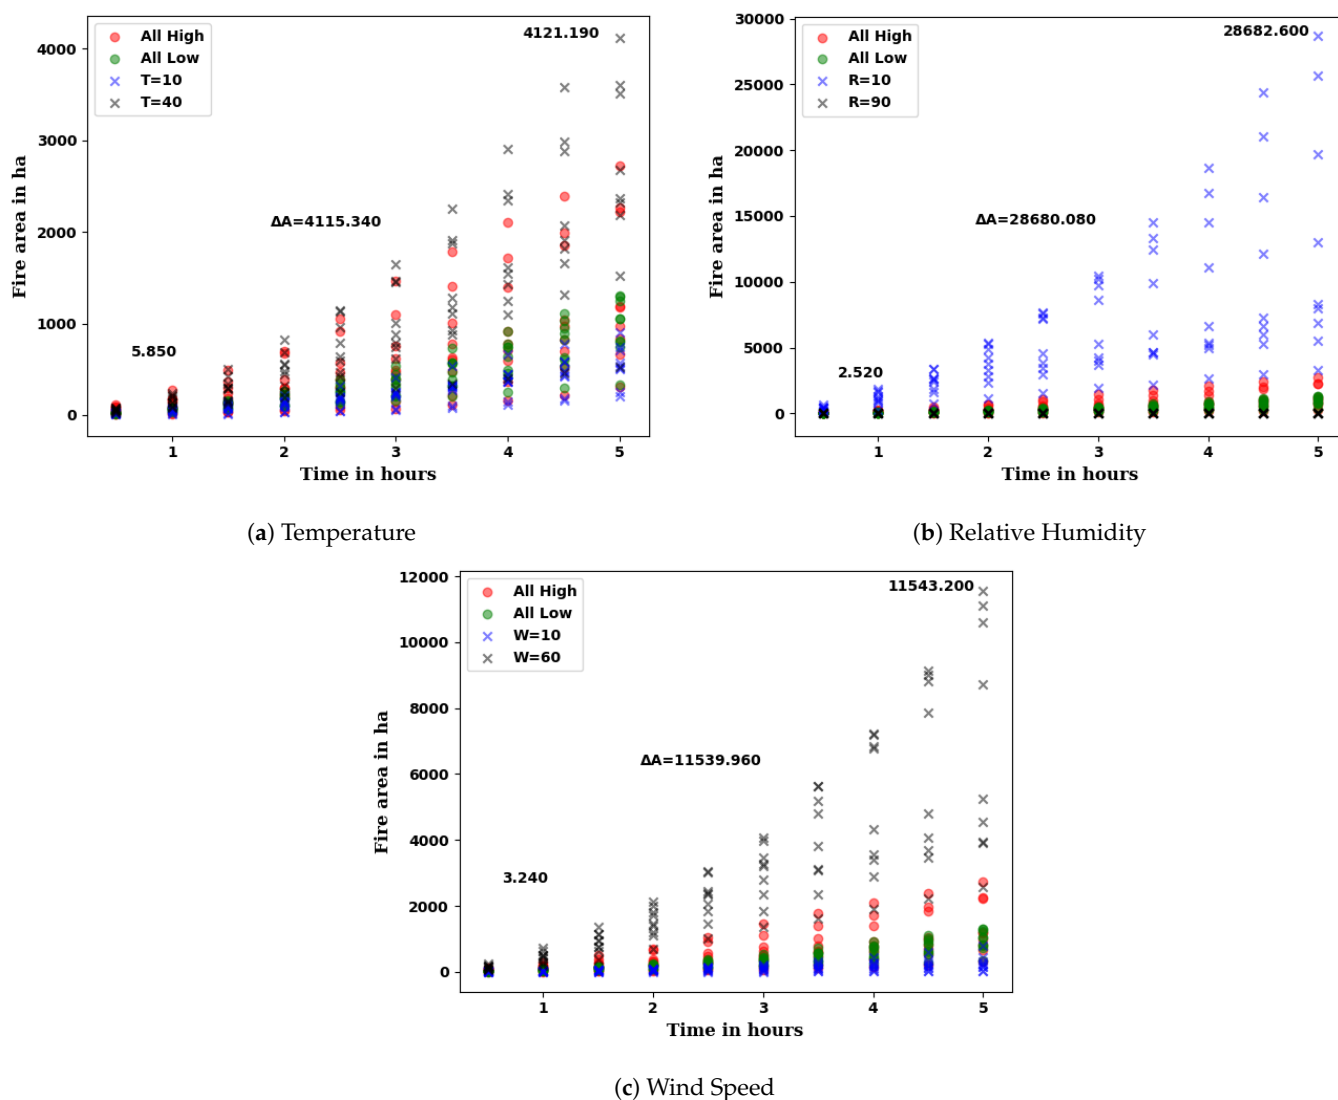 4121.190
All High
All Low
T=10
T=40
ΔA=4115.340
5.850
Fire area in ha
4000
3000
2000
1000
0
1 2 3 4 5
Time in hours
(a) Temperature
28682.600
All High
All Low
R=10
R=90
ΔA=28680.080
2.520
Fire area in ha
30000
25000
20000
15000
10000
5000
0
1 2 3 4 5
Time in hours
(b) Relative Humidity
11543.200
All High
All Low
W=10
W=60
ΔA=11539.960
3.240
Fire area in ha
12000
10000
8000
6000
4000
2000
0
1 2 3 4 5
Time in hours
(c) Wind Speed